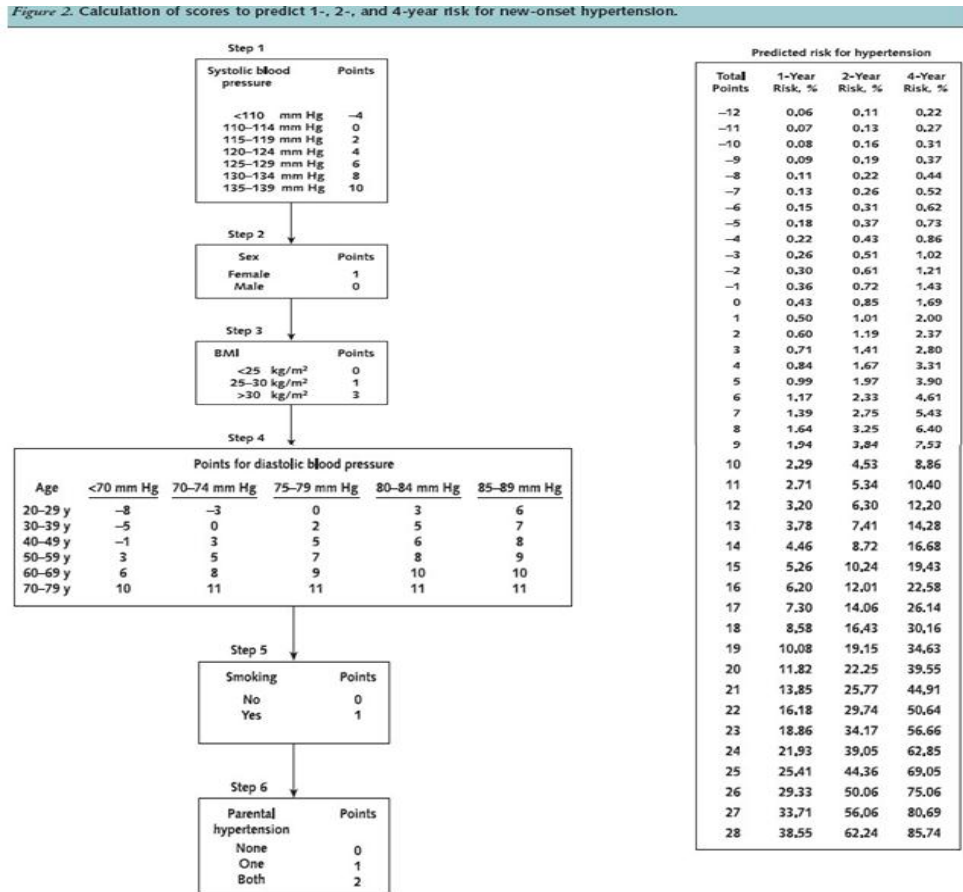 Figure 2. Calculation of scores to predict 1-, 2-, and 4-year risk for new-onset hypertension.
Step 1
Systolic blood pressure Points
<110 mm Hg –4
110–114 mm Hg 0
115–119 mm Hg 2
120–124 mm Hg 4
125–129 mm Hg 6
130–134 mm Hg 8
135–139 mm Hg 10
Step 2
Sex Points
Female 1
Male 0
Step 3
BMI Points
<25 kg/m² 0
25–30 kg/m² 1
>30 kg/m² 3
Step 4
Points for diastolic blood pressure
Age <70 mm Hg 70–74 mm Hg 75–79 mm Hg 80–84 mm Hg 85–89 mm Hg
20–29 y –8 –3 0 3 6
30–39 y –5 0 2 5 7
40–49 y –1 3 5 6 8
50–59 y 3 5 7 8 9
60–69 y 6 8 9 10 10
70–79 y 10 11 11 11 11
Step 5
Smoking Points
No 0
Yes 1
Step 6
Parental hypertension Points
None 0
One 1
Both 2
Predicted risk for hypertension
Total Points 1-Year Risk, % 2-Year Risk, % 4-Year Risk, %
–12 0.06 0.11 0.22
–11 0.07 0.13 0.27
–10 0.08 0.16 0.31
–9 0.09 0.19 0.37
–8 0.11 0.22 0.44
–7 0.13 0.26 0.52
–6 0.15 0.31 0.62
–5 0.18 0.37 0.73
–4 0.22 0.43 0.86
–3 0.26 0.51 1.02
–2 0.30 0.61 1.21
–1 0.36 0.72 1.43
0 0.43 0.85 1.69
1 0.50 1.01 2.00
2 0.60 1.19 2.37
3 0.71 1.41 2.80
4 0.84 1.67 3.31
5 0.99 1.97 3.90
6 1.17 2.33 4.61
7 1.39 2.75 5.43
8 1.64 3.25 6.40
9 1.94 3.84 7.53
10 2.29 4.53 8.86
11 2.71 5.34 10.40
12 3.20 6.30 12.20
13 3.78 7.41 14.28
14 4.46 8.72 16.68
15 5.26 10.24 19.43
16 6.20 12.01 22.58
17 7.30 14.06 26.14
18 8.58 16.43 30.16
19 10.08 19.15 34.63
20 11.82 22.25 39.55
21 13.85 25.77 44.91
22 16.18 29.74 50.64
23 18.86 34.17 56.66
24 21.93 39.05 62.85
25 25.41 44.36 69.05
26 29.33 50.06 75.06
27 33.71 56.06 80.69
28 38.55 62.24 85.74